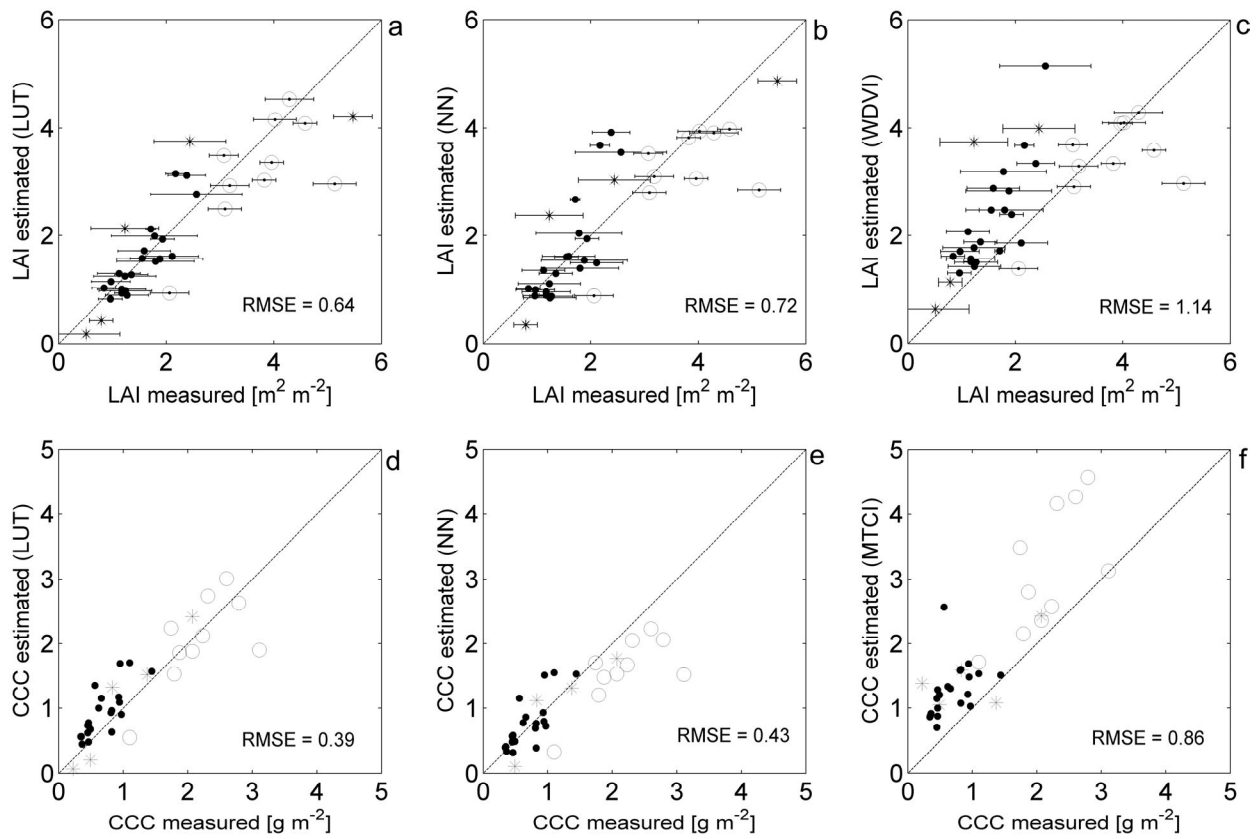 a
LAI estimated (LUT)
6
4
2
0
0 2 4 6
RMSE = 0.64
LAI measured [m² m⁻²]
b
LAI estimated (NN)
6
4
2
0
0 2 4 6
RMSE = 0.72
LAI measured [m² m⁻²]
c
LAI estimated (WDVI)
6
4
2
0
0 2 4 6
RMSE = 1.14
LAI measured [m² m⁻²]
d
CCC estimated (LUT)
5
4
3
2
1
0
0 1 2 3 4 5
RMSE = 0.39
CCC measured [g m⁻²]
e
CCC estimated (NN)
5
4
3
2
1
0
0 1 2 3 4 5
RMSE = 0.43
CCC measured [g m⁻²]
f
CCC estimated (MTCI)
5
4
3
2
1
0
0 1 2 3 4 5
RMSE = 0.86
CCC measured [g m⁻²]